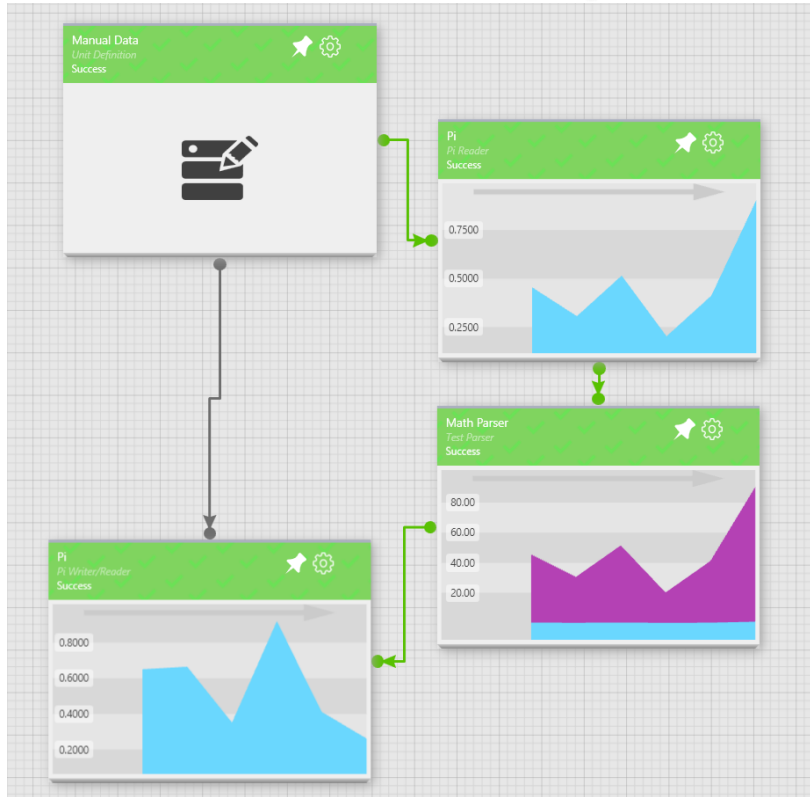 Manual Data
Unit Definition
Success
Pi
Pi Reader
Success
0.7500
0.5000
0.2500
Math Parser
Test Parser
Success
80.00
60.00
40.00
20.00
Pi
Pi Writer/Reader
Success
0.8000
0.6000
0.4000
0.2000